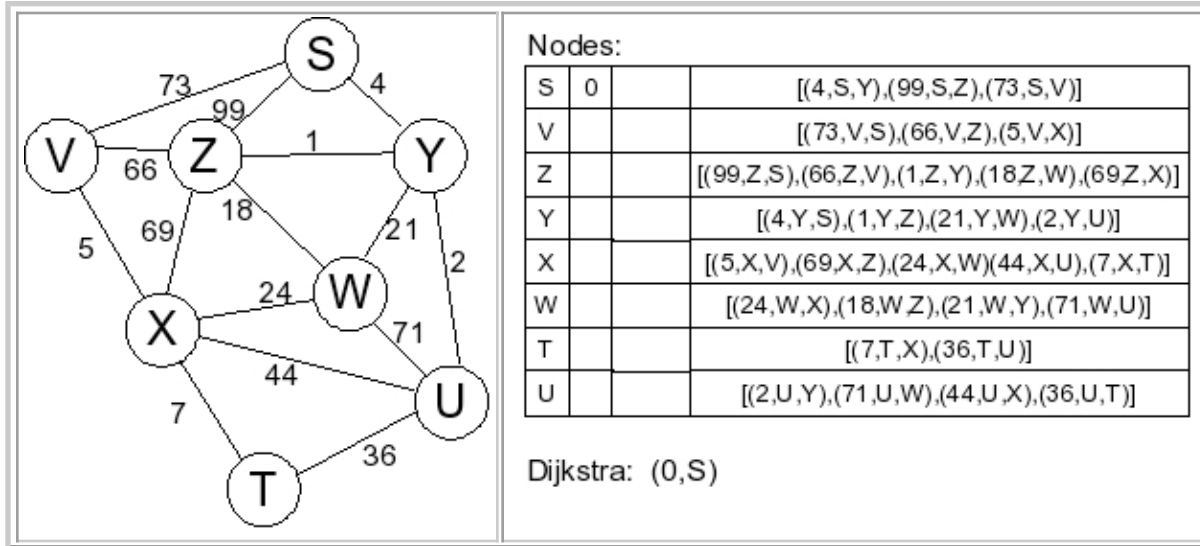 S
73
4
99
V
Z
1
Y
66
18
69
21
5
2
24
W
X
71
44
U
7
36
T
Nodes:
S 0 [(4,S,Y),(99,S,Z),(73,S,V)]
V [(73,V,S),(66,V,Z),(5,V,X)]
Z [(99,Z,S),(66,Z,V),(1,Z,Y),(18,Z,W),(69,Z,X)]
Y [(4,Y,S),(1,Y,Z),(21,Y,W),(2,Y,U)]
X [(5,X,V),(69,X,Z),(24,X,W)(44,X,U),(7,X,T)]
W [(24,W,X),(18,W,Z),(21,W,Y),(71,W,U)]
T [(7,T,X),(36,T,U)]
U [(2,U,Y),(71,U,W),(44,U,X),(36,U,T)]
Dijkstra: (0,S)